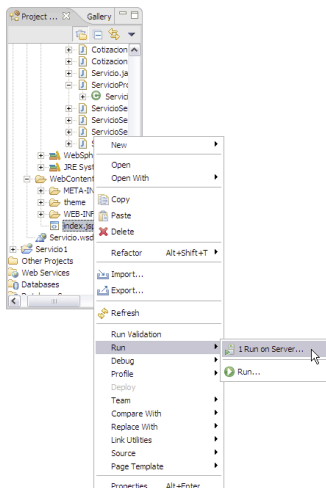 Project ... Gallery
Cotizacion
Cotizacion
Servicio.ja
ServicioPro
Servici
ServicioSe
ServicioSe
ServicioSe
S
WebSph
JRE Syst
WebContent
META-IN
theme
WEB-INF
index.jsp
Servicio.wsd
Servicio1
Other Projects
Web Services
Databases
New
Open
Open With
Copy
Paste
Delete
Refactor Alt+Shift+T
Import...
Export...
Refresh
Run Validation
Run
Debug
Profile
Deploy
Team
Compare With
Replace With
Link Utilities
Source
Page Template
Properties Alt+Enter
1 Run on Server...
Run...